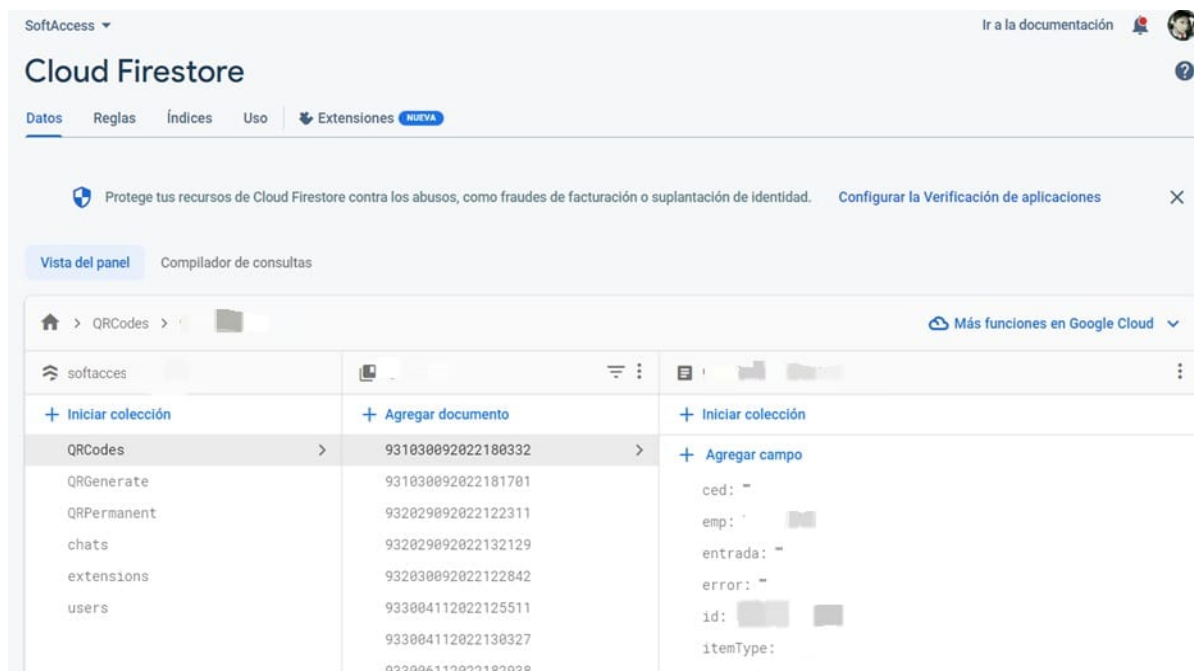 SoftAccess
Ir a la documentación
Cloud Firestore
Datos Reglas Índices Uso Extensiones NUEVA
Protege tus recursos de Cloud Firestore contra los abusos, como fraudes de facturación o suplantación de identidad. Configurar la Verificación de aplicaciones
Vista del panel Compilador de consultas
> QRCodes >
Más funciones en Google Cloud
softacces
+ Iniciar colección
QRCodes
QRGenerate
QRPermanent
chats
extensions
users
+ Agregar documento
931030092022180332
931030092022181701
932029092022122311
932029092022132129
932030092022122842
933004112022125511
933004112022130327
933006112022182938
+ Iniciar colección
+ Agregar campo
ced: ""
emp:
entrada: ""
error: ""
id:
itemType: